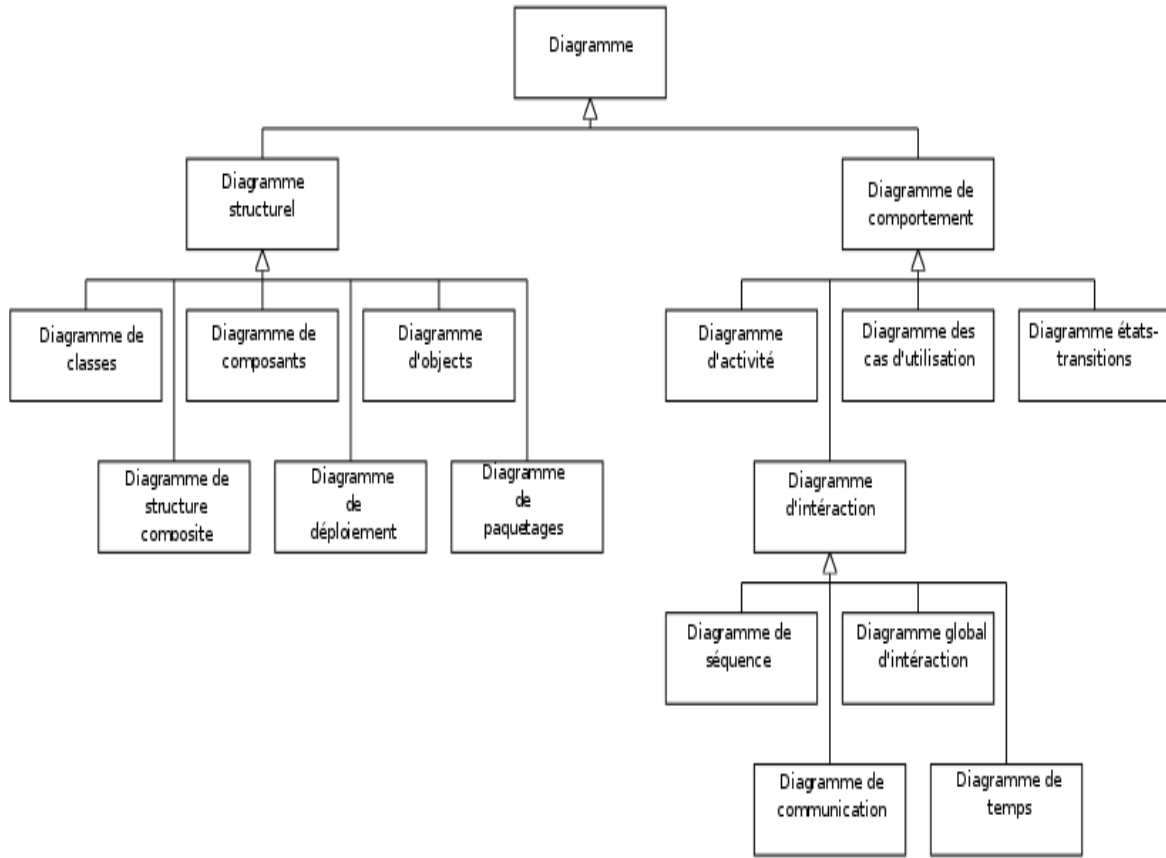 Diagramme
Diagramme
structurel
Diagramme de
comportement
Diagramme de
classes
Diagramme de
composants
Diagramme
d'objects
Diagramme
d'activité
Diagramme des
cas d'utilisation
Diagramme états-
transitions
Diagramme de
structure
composite
Diagramme
de
déploiement
Diagramme
de
paquetages
Diagramme
d'intéraction
Diagramme de
séquence
Diagramme global
d'intéraction
Diagramme de
communication
Diagramme de
temps